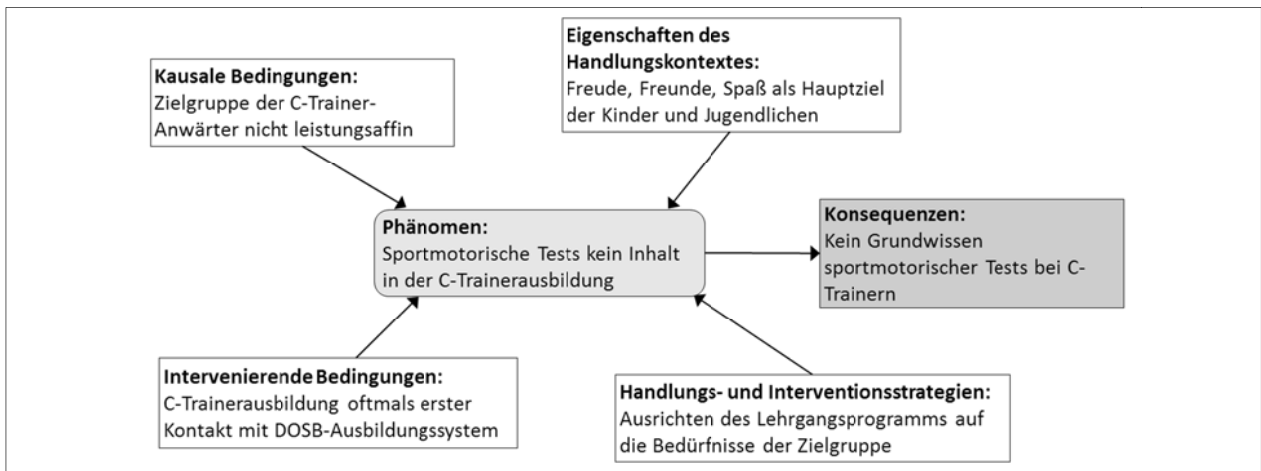 Kausale Bedingungen:
Zielgruppe der C-Trainer-
Anwärter nicht leistungsaffin
Eigenschaften des
Handlungskontextes:
Freude, Freunde, Spaß als Hauptziel
der Kinder und Jugendlichen
Phänomen:
Sportmotorische Tests kein Inhalt
in der C-Trainerausbildung
Konsequenzen:
Kein Grundwissen
sportmotorischer Tests bei C-
Trainern
Intervenierende Bedingungen:
C-Trainerausbildung oftmals erster
Kontakt mit DOSB-Ausbildungssystem
Handlungs- und Interventionsstrategien:
Ausrichten des Lehrgangsprogramms auf
die Bedürfnisse der Zielgruppe